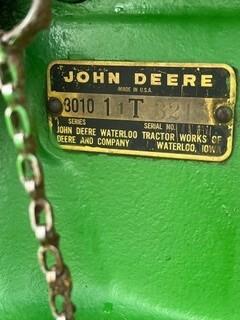 JOHN DEERE
MADE IN U.S.A.
3010 11T
SERIES SERIAL NO.
JOHN DEERE WATERLOO TRACTOR WORKS OF
DEERE AND COMPANY WATERLOO, IOWA